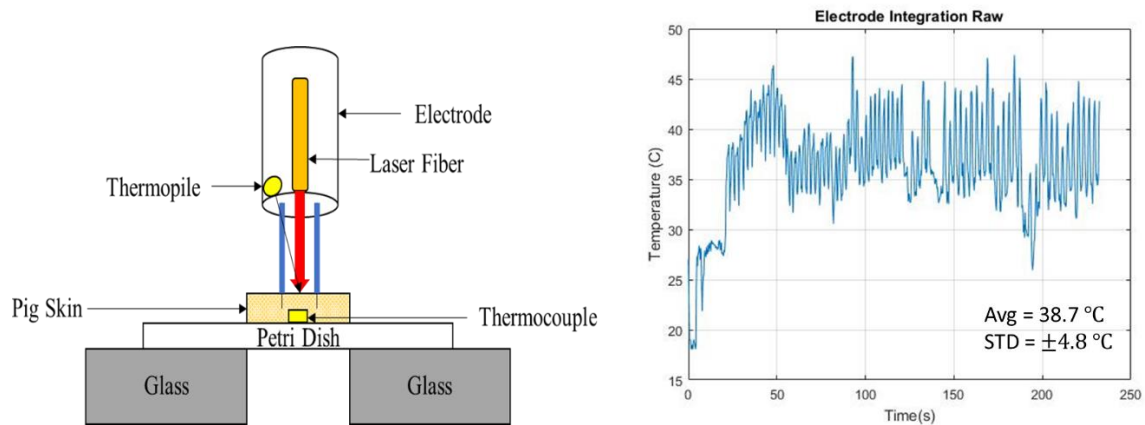 Electrode
Laser Fiber
Thermopile
Pig Skin
Thermocouple
Petri Dish
Glass
Glass
Electrode Integration Raw
Temperature (C)
50
45
40
35
30
25
20
15
Avg = 38.7 °C
STD = ±4.8 °C
0
50
100
150
200
250
Time(s)